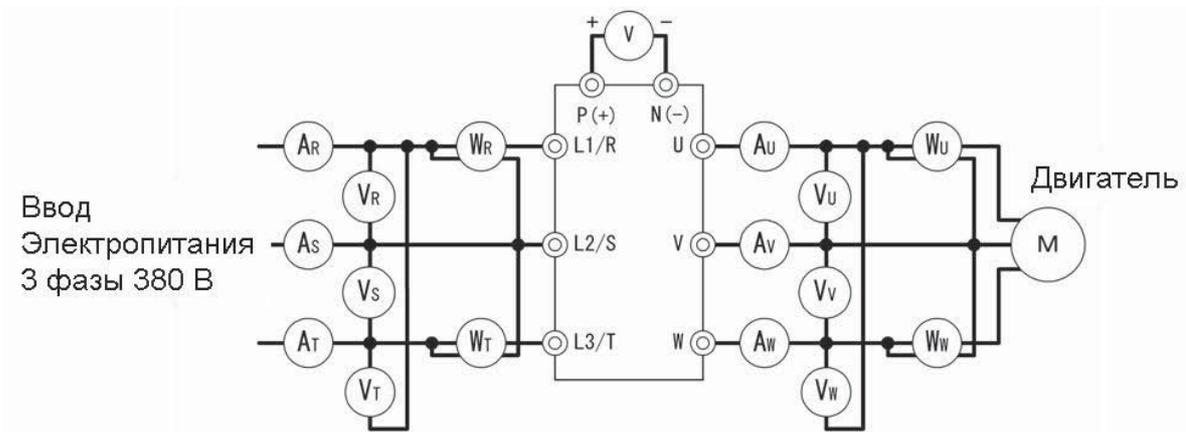 + V −
P(+) N(−)
AR WR L1/R U AU WU
VR VU
Двигатель
Ввод
Электропитания
3 фазы 380 В
AS L2/S V AV M
VS VV
AT WT L3/T W AW WW
VT VW